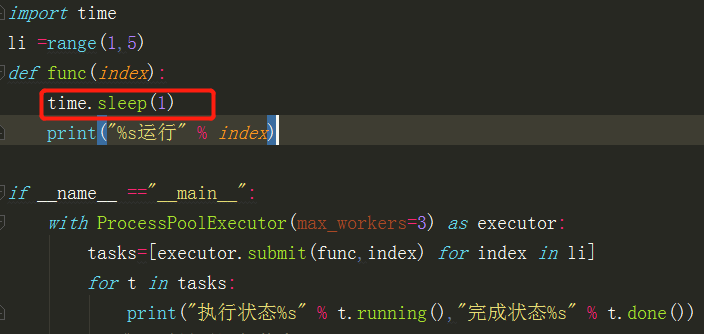 import time
li =range(1,5)
def func(index):
    time.sleep(1)
    print("%s运行" % index)
if __name__ =="__main__":
    with ProcessPoolExecutor(max_workers=3) as executor:
        tasks=[executor.submit(func,index) for index in li]
        for t in tasks:
            print("执行状态%s" % t.running(),"完成状态%s" % t.done())